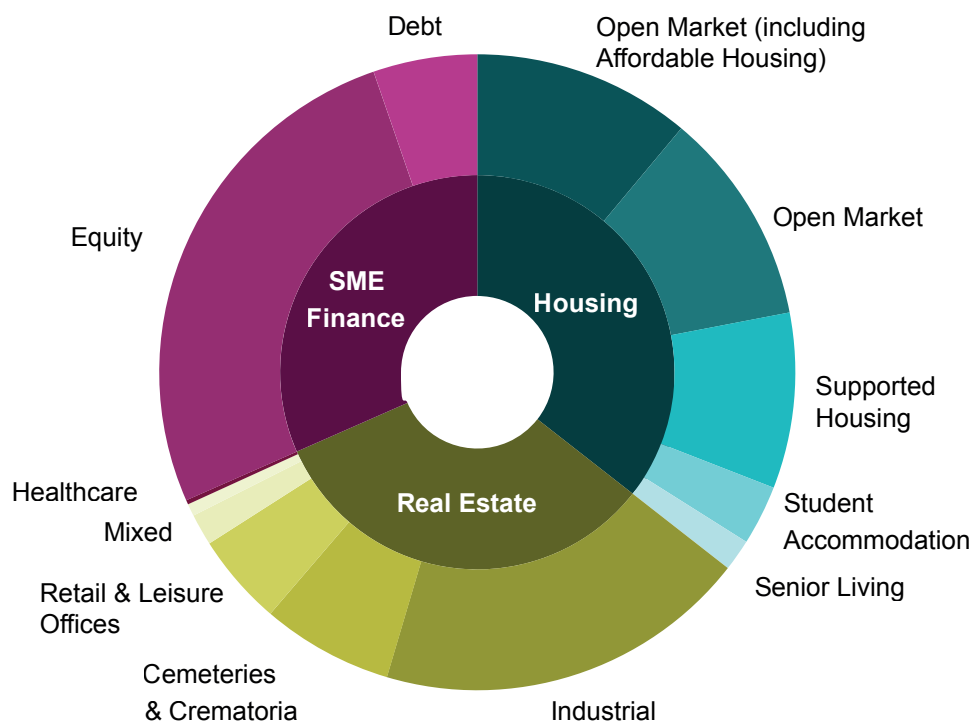 Debt
Open Market (including
Affordable Housing)
Equity
Open Market
SME
Finance
Housing
Supported
Housing
Healthcare
Real Estate
Student
Accommodation
Mixed
Senior Living
Retail & Leisure
Offices
Cemeteries
& Crematoria
Industrial